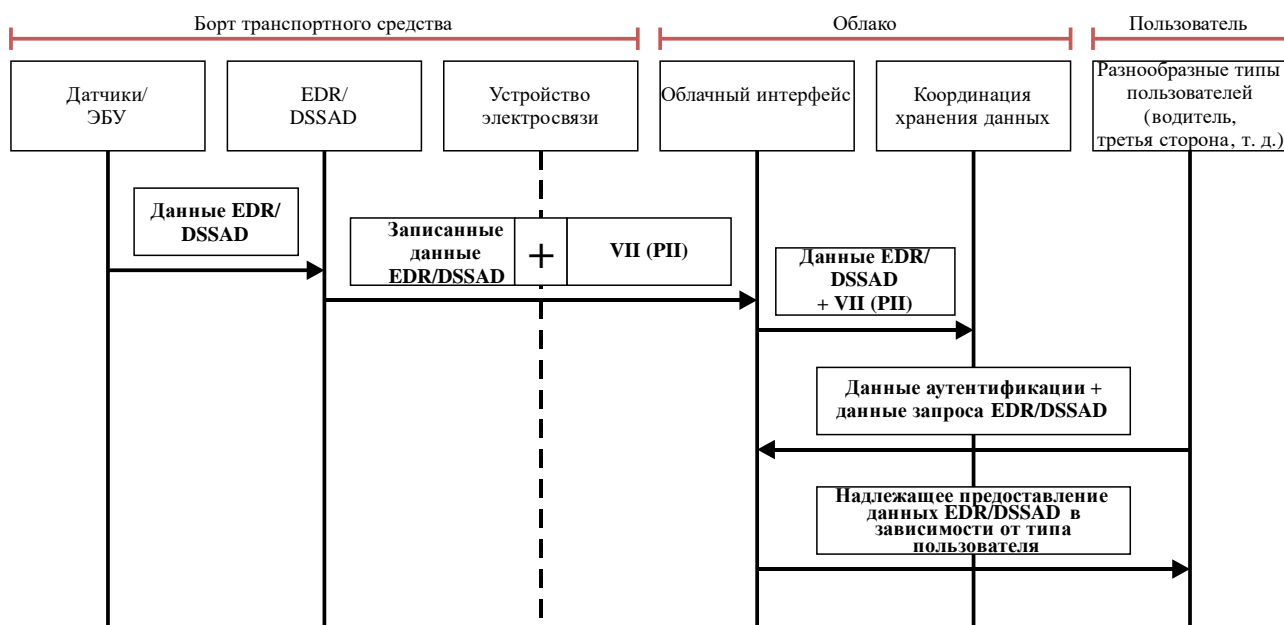 Борт транспортного средства
Облако
Пользователь
Датчики/
ЭБУ
EDR/
DSSAD
Устройство
электросвязи
Облачный интерфейс
Координация
хранения данных
Разнообразные типы
пользователей
(водитель,
третья сторона, т. д.)
Данные EDR/
DSSAD
Записанные
данные
EDR/DSSAD
+
VII (PII)
Данные EDR/
DSSAD
+ VII (PII)
Данные аутентификации +
данные запроса EDR/DSSAD
Надлежащее предоставление
данных EDR/DSSAD в
зависимости от типа
пользователя